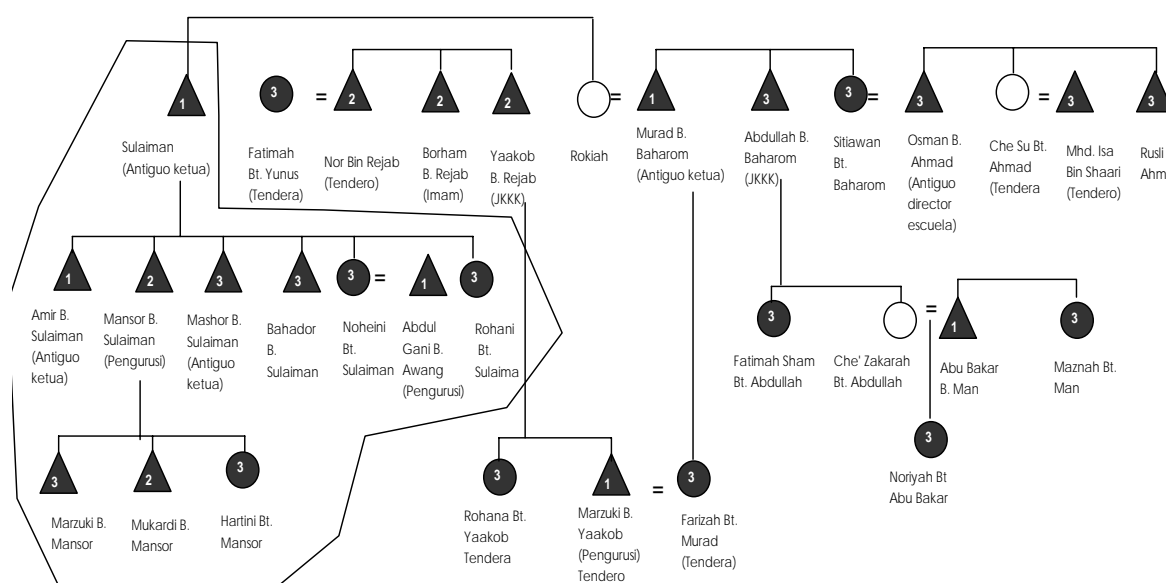 1
3
2
2
2
1
3
3
3
3
3
=
=
=
=
Sulaiman
(Antiguo ketua)
Fatimah
Bt. Yunus
(Tendera)
Nor Bin Rejab
(Tendero)
Borham
B. Rejab
(Imam)
Yaakob
B. Rejab
(JKKK)
Rokiah
Murad B.
Baharom
(Antiguo ketua)
Abdullah B.
Baharom
(JKKK)
Sitiawan
Bt.
Baharom
Osman B.
Ahmad
(Antiguo
director
escuela)
Che Su Bt.
Ahmad
(Tendera
Mhd. Isa
Bin Shaari
(Tendero)
Rusli
Ahm
1
2
3
3
3
=
1
3
Amir B.
Sulaiman
(Antiguo
ketua)
Mansor B.
Sulaiman
(Pengurusi)
Mashor B.
Sulaiman
(Antiguo
ketua)
Bahador
B.
Sulaiman
Noheini
Bt.
Sulaiman
Abdul
Gani B.
Awang
(Pengurusi)
Rohani
Bt.
Sulaima
3
=
1
3
Fatimah Sham
Bt. Abdullah
Che' Zakarah
Bt. Abdullah
Abu Bakar
B. Man
Maznah Bt.
Man
3
Noriyah Bt
Abu Bakar
3
2
3
Marzuki B.
Mansor
Mukardi B.
Mansor
Hartini Bt.
Mansor
3
1
=
3
Rohana Bt.
Yaakob
Tendera
Marzuki B.
Yaakob
(Pengurusi)
Tendero
Farizah Bt.
Murad
(Tendera)